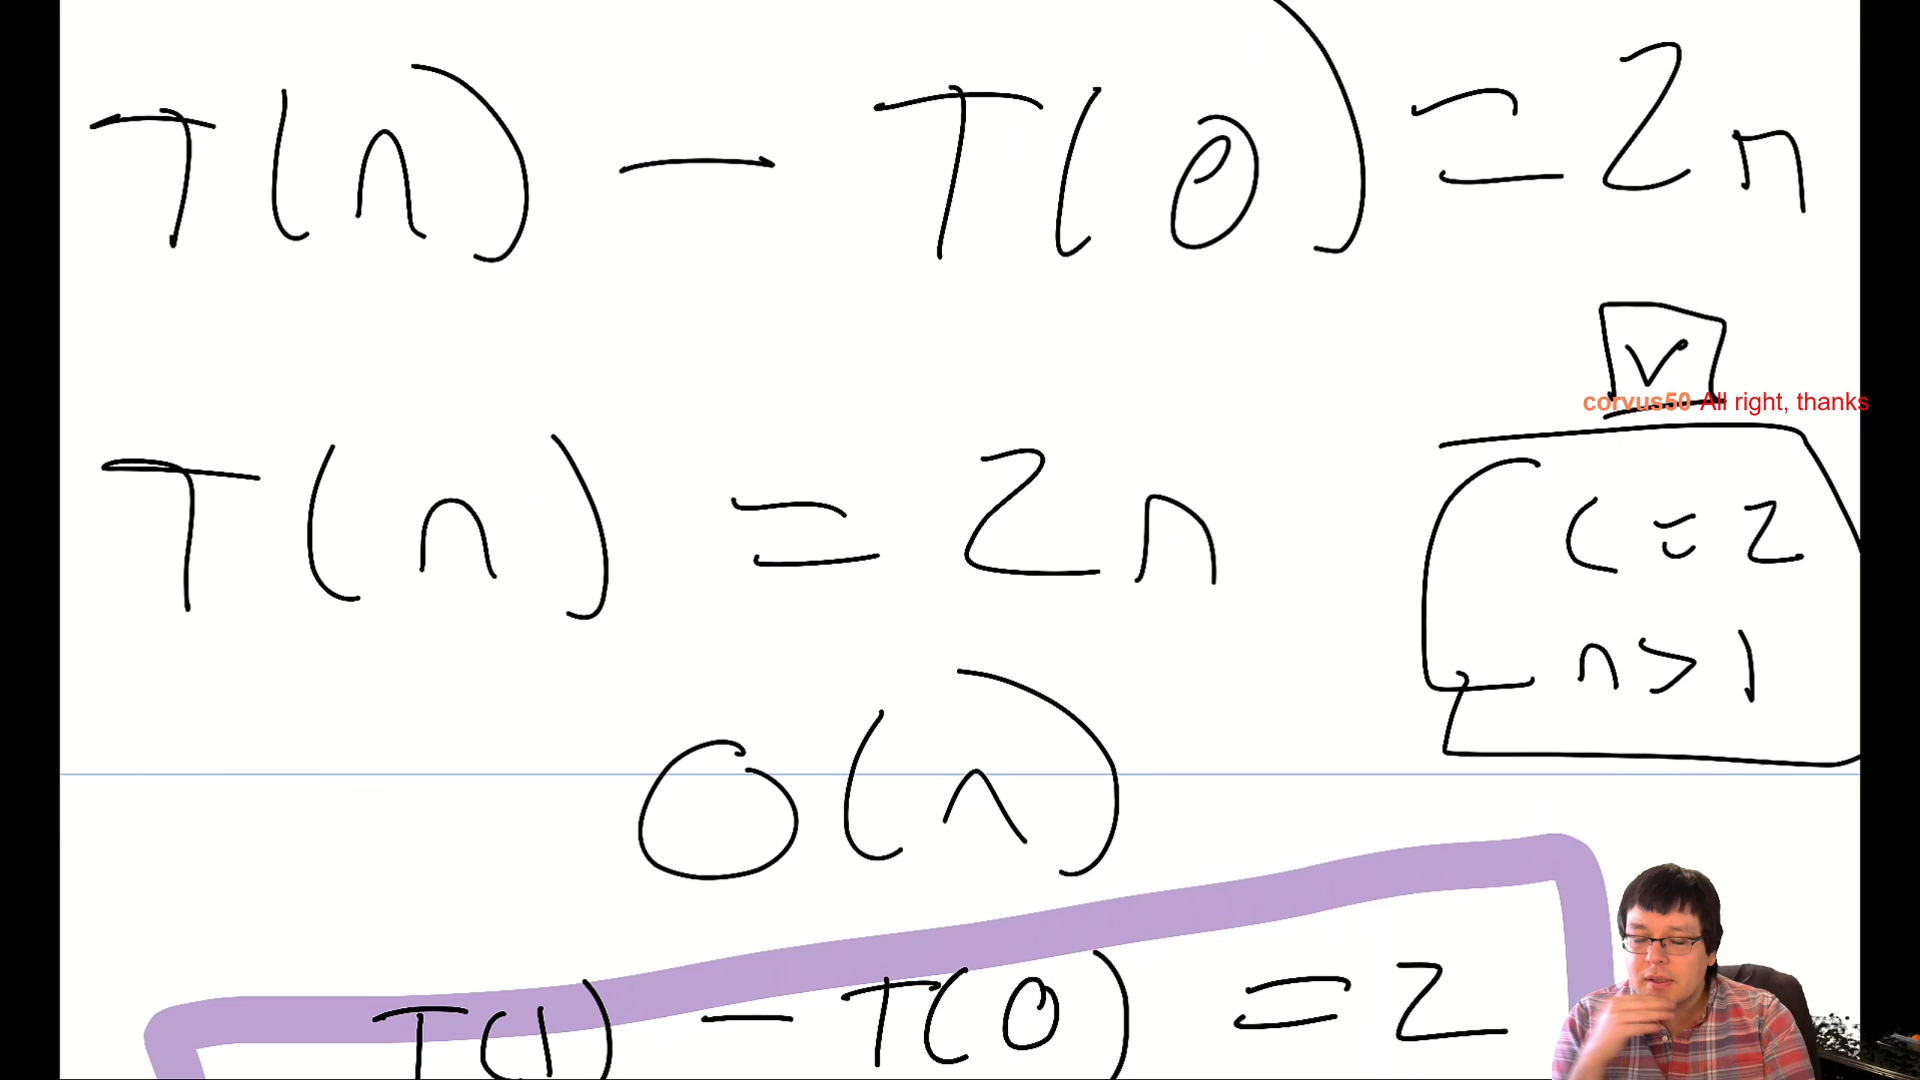 T(n) — T(0) = 2n
corvus50 All right, thanks
T(n) = 2n
c = 2
n > 1
O(n)
T(1) — T(0) = 2